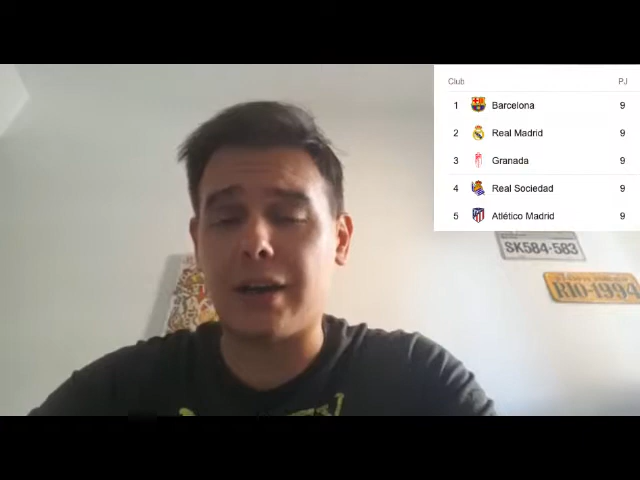 Club PJ
1 Barcelona 9
2 Real Madrid 9
3 Granada 9
4 Real Sociedad 9
5 Atlético Madrid 9
SK584-583
R10-1994